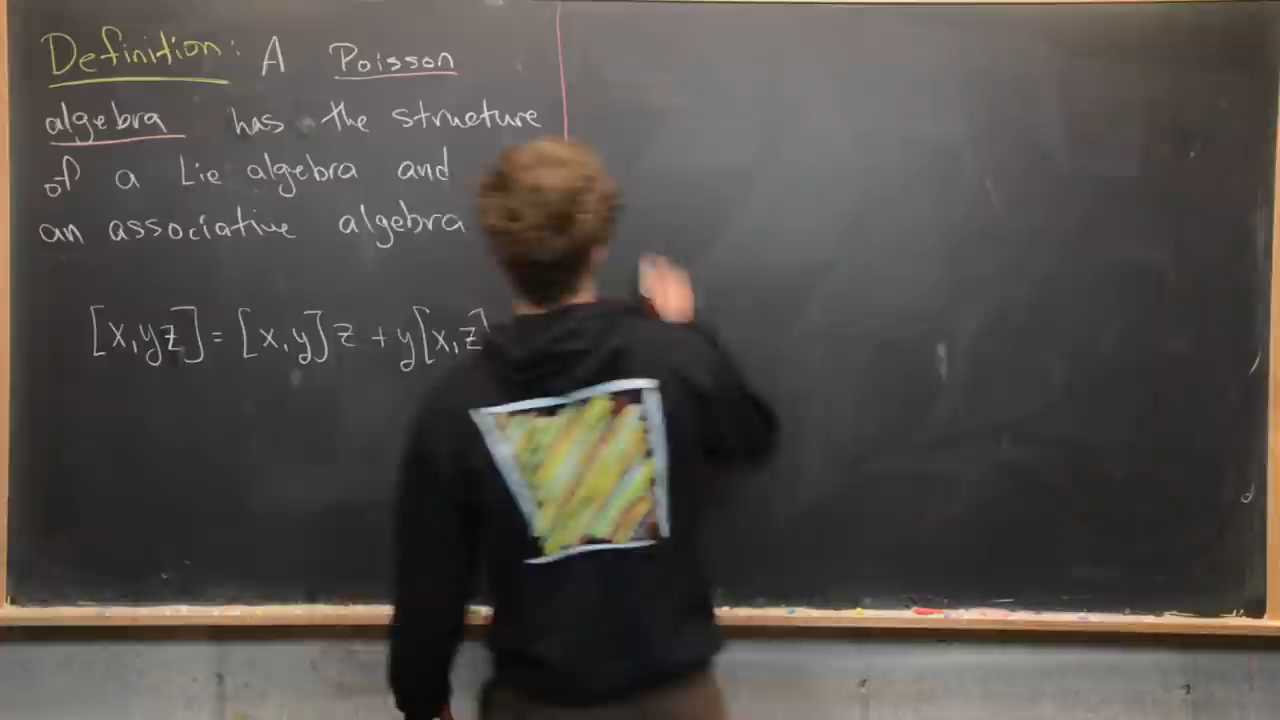 Definition: A Poisson
algebra has the structure
of a Lie algebra and
an associative algebra
[x,yz] = [x,y]z + y[x,z]